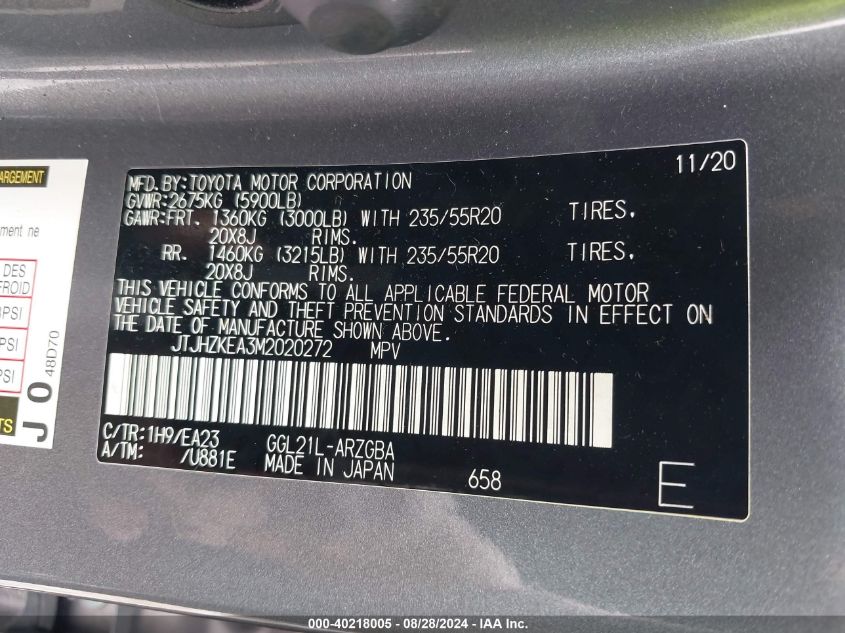 11/20
MFD.BY:TOYOTA MOTOR CORPORATION
GVWR:2675KG (5900LB)
GAWR:FRT. 1360KG (3000LB) WITH 235/55R20 TIRES,
20X8J RIMS.
RR. 1460KG (3215LB) WITH 235/55R20 TIRES,
20X8J RIMS.
THIS VEHICLE CONFORMS TO ALL APPLICABLE FEDERAL MOTOR
VEHICLE SAFETY AND THEFT PREVENTION STANDARDS IN EFFECT ON
THE DATE OF MANUFACTURE SHOWN ABOVE.
JTJHZKEA3M2020272 MPV
C/TR:1H9/EA23 GGL21L-ARZGBA
A/TM: /U881E MADE IN JAPAN 658
E
ARGEMENT
ment ne
DES
FROID
PSI
PSI
PSI
TS
J 0 48D70
000-40218005 - 08/28/2024 - IAA Inc.